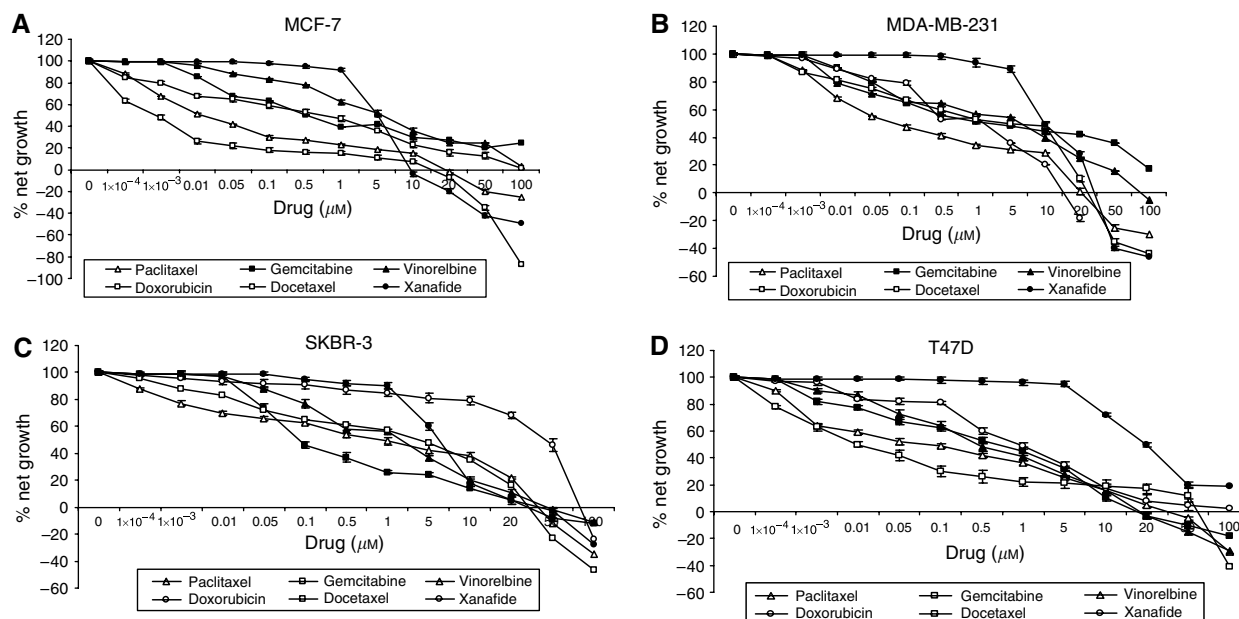 A
MCF-7
% net growth
120
100
80
60
40
20
0
−20
−40
−60
−80
−100
0 1×10⁻⁴ 1×10⁻³ 0.01 0.05 0.1 0.5 1 5 10 20 50 100
Drug (μM)
Paclitaxel Gemcitabine Vinorelbine
Doxorubicin Docetaxel Xanafide
B
MDA-MB-231
% net growth
120
100
80
60
40
20
0
−20
−40
−60
0 1×10⁻⁴ 1×10⁻³ 0.01 0.05 0.1 0.5 1 5 10 20 50 100
Drug (μM)
Paclitaxel Gemcitabine Vinorelbine
Doxorubicin Docetaxel Xanafide
C
SKBR-3
% net growth
120
100
80
60
40
20
0
−20
−40
−60
0 1×10⁻⁴ 1×10⁻³ 0.01 0.05 0.1 0.5 1 5 10 20
Drug (μM)
Paclitaxel Gemcitabine Vinorelbine
Doxorubicin Docetaxel Xanafide
D
T47D
% net growth
120
100
80
60
40
20
0
−20
−40
−60
0 1×10⁻⁴ 1×10⁻³ 0.01 0.05 0.1 0.5 1 5 10 20 100
Drug (μM)
Paclitaxel Gemcitabine Vinorelbine
Doxorubicin Docetaxel Xanafide